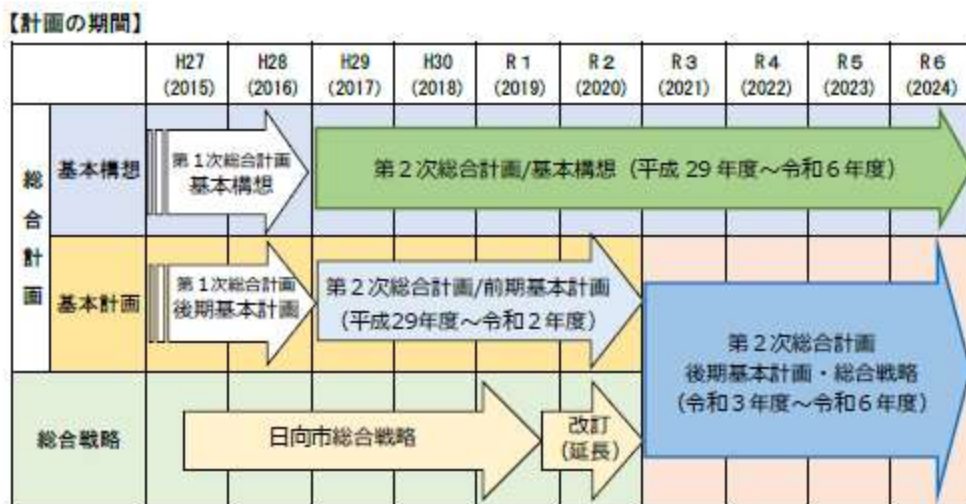 【計画の期間】
H27 H28 H29 H30 R1 R2 R3 R4 R5 R6
(2015) (2016) (2017) (2018) (2019) (2020) (2021) (2022) (2023) (2024)
総合計画
基本構想
第1次総合計画
基本構想
第2次総合計画/基本構想（平成29年度～令和6年度）
基本計画
第1次総合計画
後期基本計画
第2次総合計画/前期基本計画
（平成29年度～令和2年度）
第2次総合計画
後期基本計画・総合戦略
（令和3年度～令和6年度）
総合戦略
日向市総合戦略
改訂
（延長）